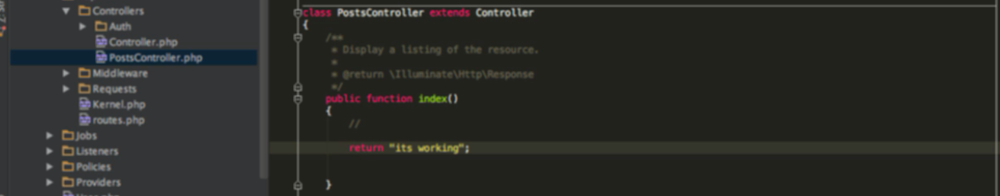 Controllers
Auth
Controller.php
PostsController.php
Middleware
Requests
Kernel.php
routes.php
Jobs
Listeners
Policies
Providers
class PostsController extends Controller
{
/**
* Display a listing of the resource.
*
* @return \Illuminate\Http\Response
*/
public function index()
{
//
return "its working";
}